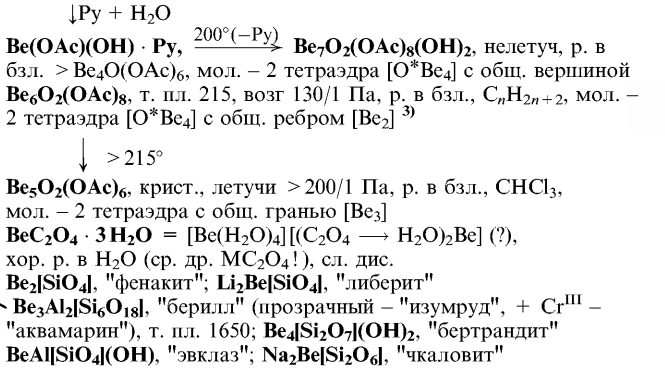 ↓Py + H₂O
Be(OAc)(OH) · Py, 200°(−Py)⟶ Be₇O₂(OAc)₈(OH)₂, нелетуч, р. в
бзл. > Be₄O(OAc)₆, мол. – 2 тетраэдра [O*Be₄] с общ. вершиной
Be₆O₂(OAc)₈, т. пл. 215, возг 130/1 Па, р. в бзл., CₙH₂ₙ₊₂, мол. –
2 тетраэдра [O*Be₄] с общ. ребром [Be₂] ³⁾
↓ >215°
Be₅O₂(OAc)₆, крист., летучи >200/1 Па, р. в бзл., CHCl₃,
мол. – 2 тетраэдра с общ. гранью [Be₃]
BeC₂O₄ · 3H₂O = [Be(H₂O)₄][(C₂O₄ ⟶ H₂O)₂Be] (?),
хор. р. в H₂O (ср. др. MC₂O₄!), сл. дис.
Be₂[SiO₄], "фенакит"; Li₂Be[SiO₄], "либерит"
Be₃Al₂[Si₆O₁₈], "берилл" (прозрачный – "изумруд", + Crᴵᴵᴵ –
"аквамарин"), т. пл. 1650; Be₄[Si₂O₇](OH)₂, "бертрандит"
BeAl[SiO₄](OH), "эвклаз"; Na₂Be[Si₂O₆], "чкаловит"